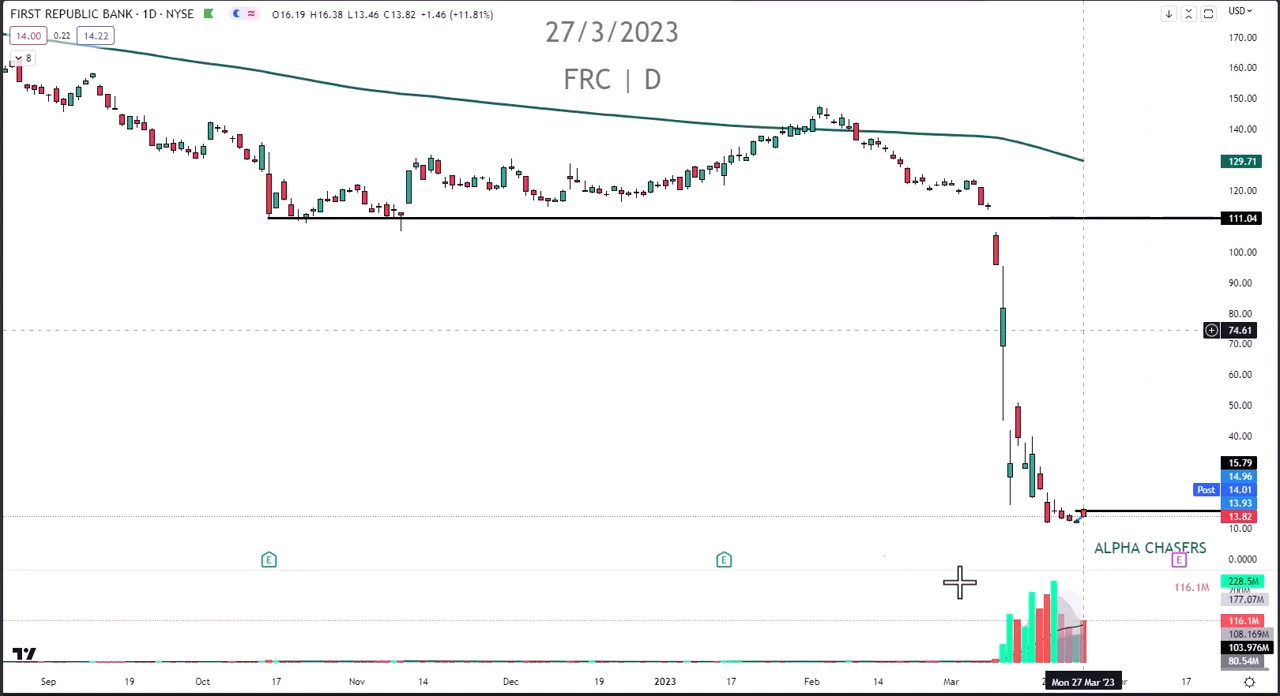 FIRST REPUBLIC BANK · 1D · NYSE O16.19 H16.38 L13.46 C13.82 +1.46 (+11.81%)
14.00 0.22 14.22
8
27/3/2023
FRC | D
USD
170.00
160.00
150.00
140.00
129.71
120.00
111.04
100.00
90.00
80.00
74.61
70.00
60.00
50.00
40.00
15.79
14.96
Post 14.01
13.93
13.82
10.00
ALPHA CHASERS
0.0000
E E E
116.1M
228.5M
177.07M
116.1M
108.169M
103.976M
80.54M
Sep 19 Oct 17 Nov 14 Dec 19 2023 17 Feb 14 Mar Mon 27 Mar '23 17